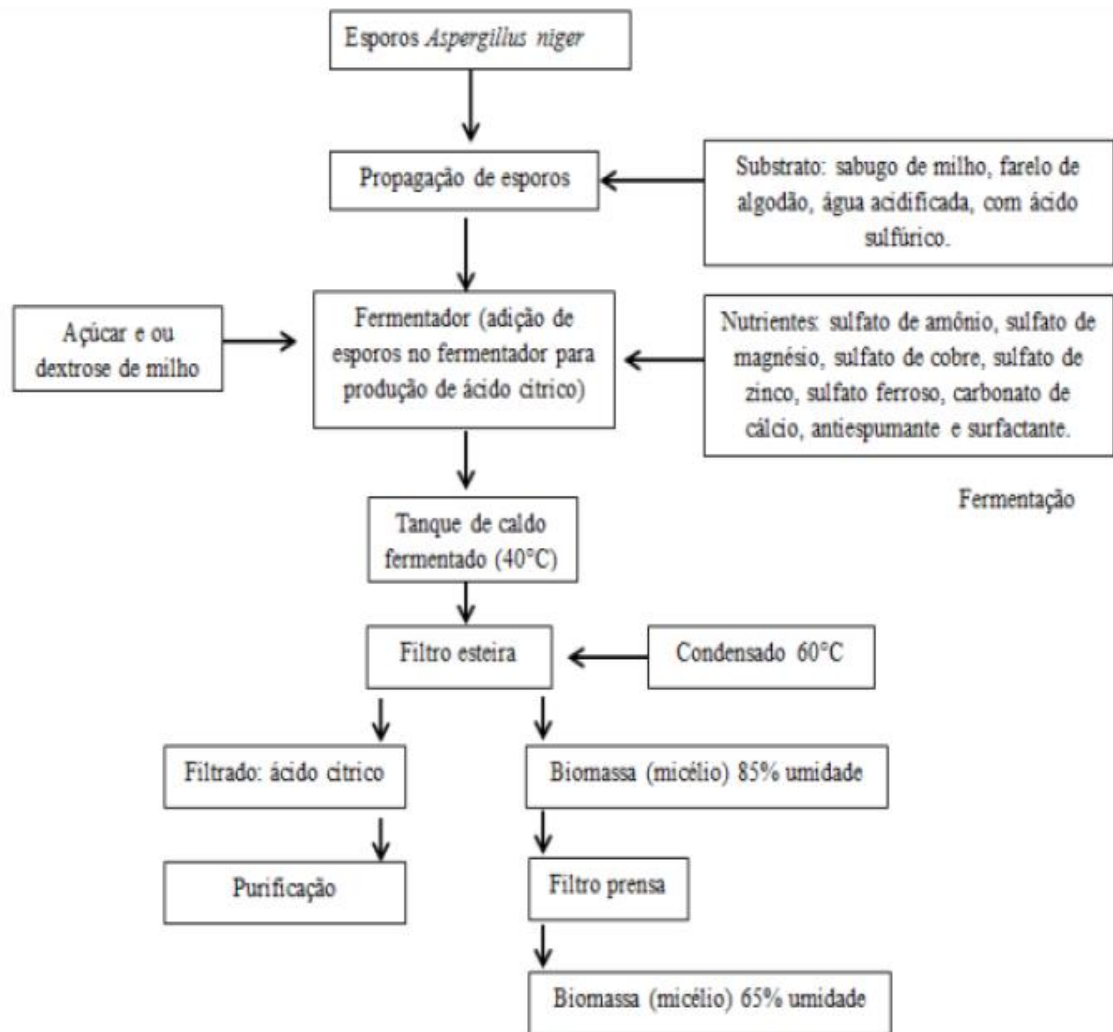 Esporos Aspergillus niger
Propagação de esporos
Substrato: sabugo de milho, farelo de
algodão, água acidificada, com ácido
sulfúrico.
Açúcar e ou
dextrose de milho
Fermentador (adição de
esporos no fermentador para
produção de ácido cítrico)
Nutrientes: sulfato de amônio, sulfato de
magnésio, sulfato de cobre, sulfato de
zinco, sulfato ferroso, carbonato de
cálcio, antiespumante e surfactante.
Fermentação
Tanque de caldo
fermentado (40°C)
Filtro esteira
Condensado 60°C
Filtrado: ácido cítrico
Biomassa (micélio) 85% umidade
Purificação
Filtro prensa
Biomassa (micélio) 65% umidade